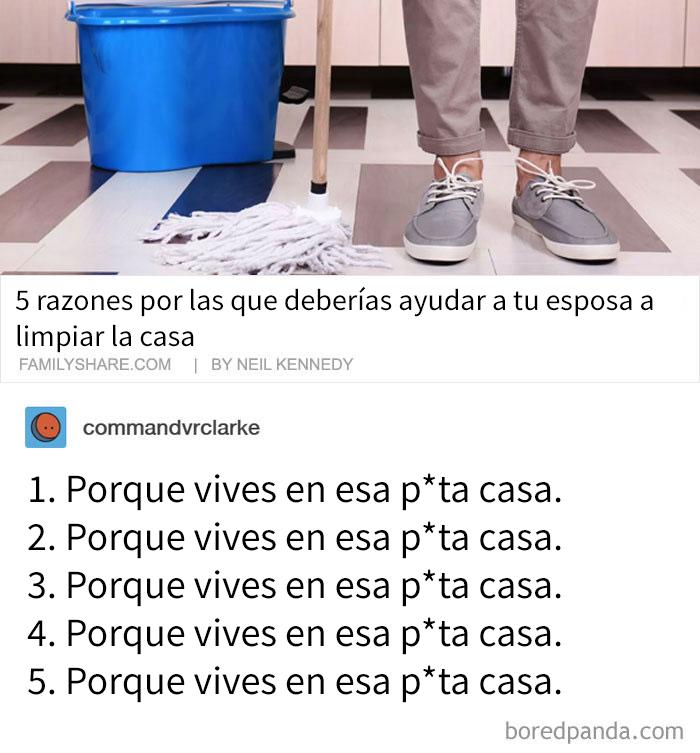 5 razones por las que deberías ayudar a tu esposa a
limpiar la casa
FAMILYSHARE.COM | BY NEIL KENNEDY
commandvrclarke
1. Porque vives en esa p*ta casa.
2. Porque vives en esa p*ta casa.
3. Porque vives en esa p*ta casa.
4. Porque vives en esa p*ta casa.
5. Porque vives en esa p*ta casa.
boredpanda.com